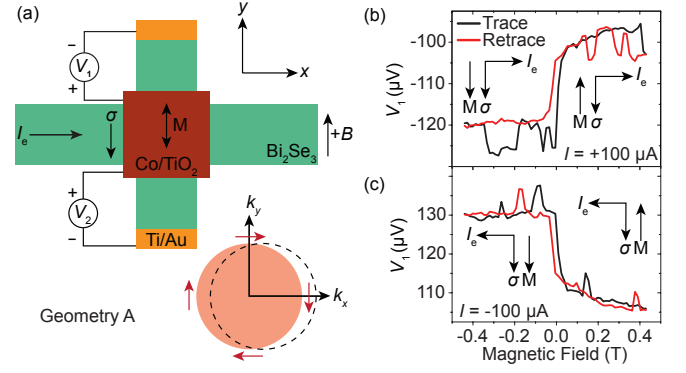 (a)
y
x
−
V1
+
Ie
σ
M
+B
Bi2Se3
Co/TiO2
+
V2
−
Ti/Au
ky
kx
Geometry A
(b)
Trace
Retrace
-100
-110
-120
V1 (µV)
Ie
M σ
Ie
M σ
I = +100 µA
(c)
130
120
110
V1 (µV)
Ie
σ M
Ie
σ M
I = -100 µA
-0.4 -0.2 0.0 0.2 0.4
Magnetic Field (T)